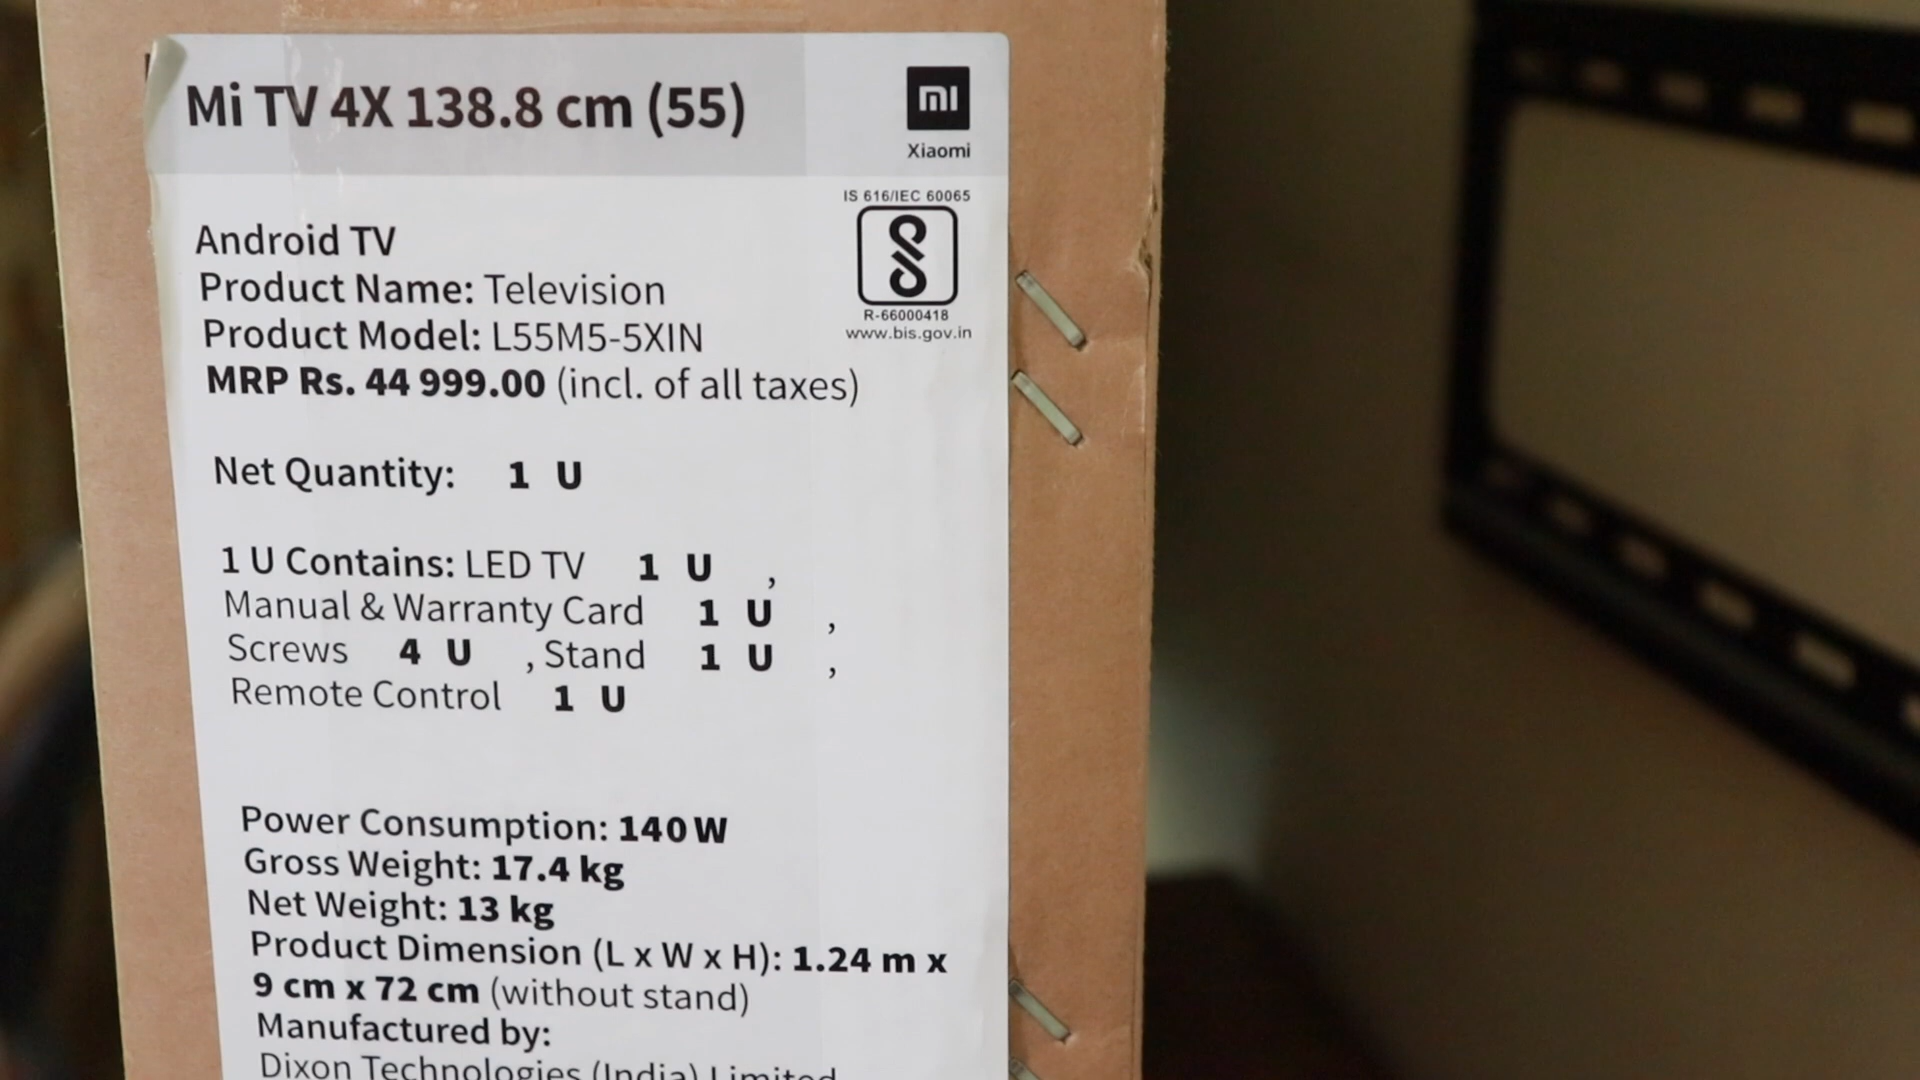 Mi TV 4X 138.8 cm (55)
mi
Xiaomi
IS 616/IEC 60065
R-66000418
www.bis.gov.in
Android TV
Product Name: Television
Product Model: L55M5-5XIN
MRP Rs. 44 999.00 (incl. of all taxes)
Net Quantity: 1 U
1 U Contains: LED TV 1 U ,
Manual & Warranty Card 1 U ,
Screws 4 U , Stand 1 U ,
Remote Control 1 U
Power Consumption: 140 W
Gross Weight: 17.4 kg
Net Weight: 13 kg
Product Dimension (L x W x H): 1.24 m x
9 cm x 72 cm (without stand)
Manufactured by:
Dixon Technologies (India) Limited